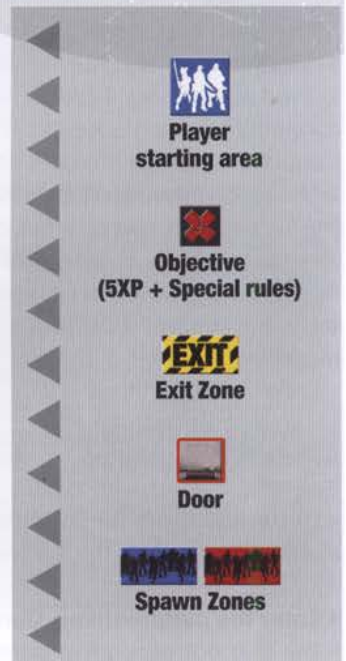 Player
starting area
Objective
(5XP + Special rules)
EXIT
Exit Zone
Door
Spawn Zones